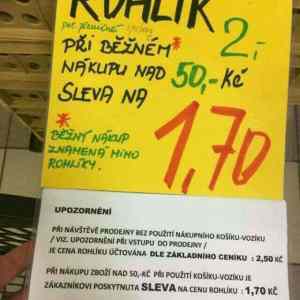 ROHLÍK
2,-
PŘI BĚŽNÉM*
NÁKUPU NAD 50,-Kč
SLEVA NA
1,70
*
BĚŽNÝ NÁKUP
ZNAMENÁ MIMO
ROHLÍKY.
UPOZORNĚNÍ
PŘI NÁVŠTĚVĚ PRODEJNY BEZ POUŽITÍ NÁKUPNÍHO KOŠÍKU-VOZÍKU
/ VIZ. UPOZORNĚNÍ PŘI VSTUPU DO PRODEJNY /
JE CENA ROHLÍKU ÚČTOVÁNA DLE ZÁKLADNÍHO CENÍKU : 2,50 KČ
PŘI NÁKUPU ZBOŽÍ NAD 50,-KČ PŘI POUŽITÍ KOŠÍKU-VOZÍKU JE
ZÁKAZNÍKOVI POSKYTNUTA SLEVA NA CENU ROHLÍKU : 1,70 KČ